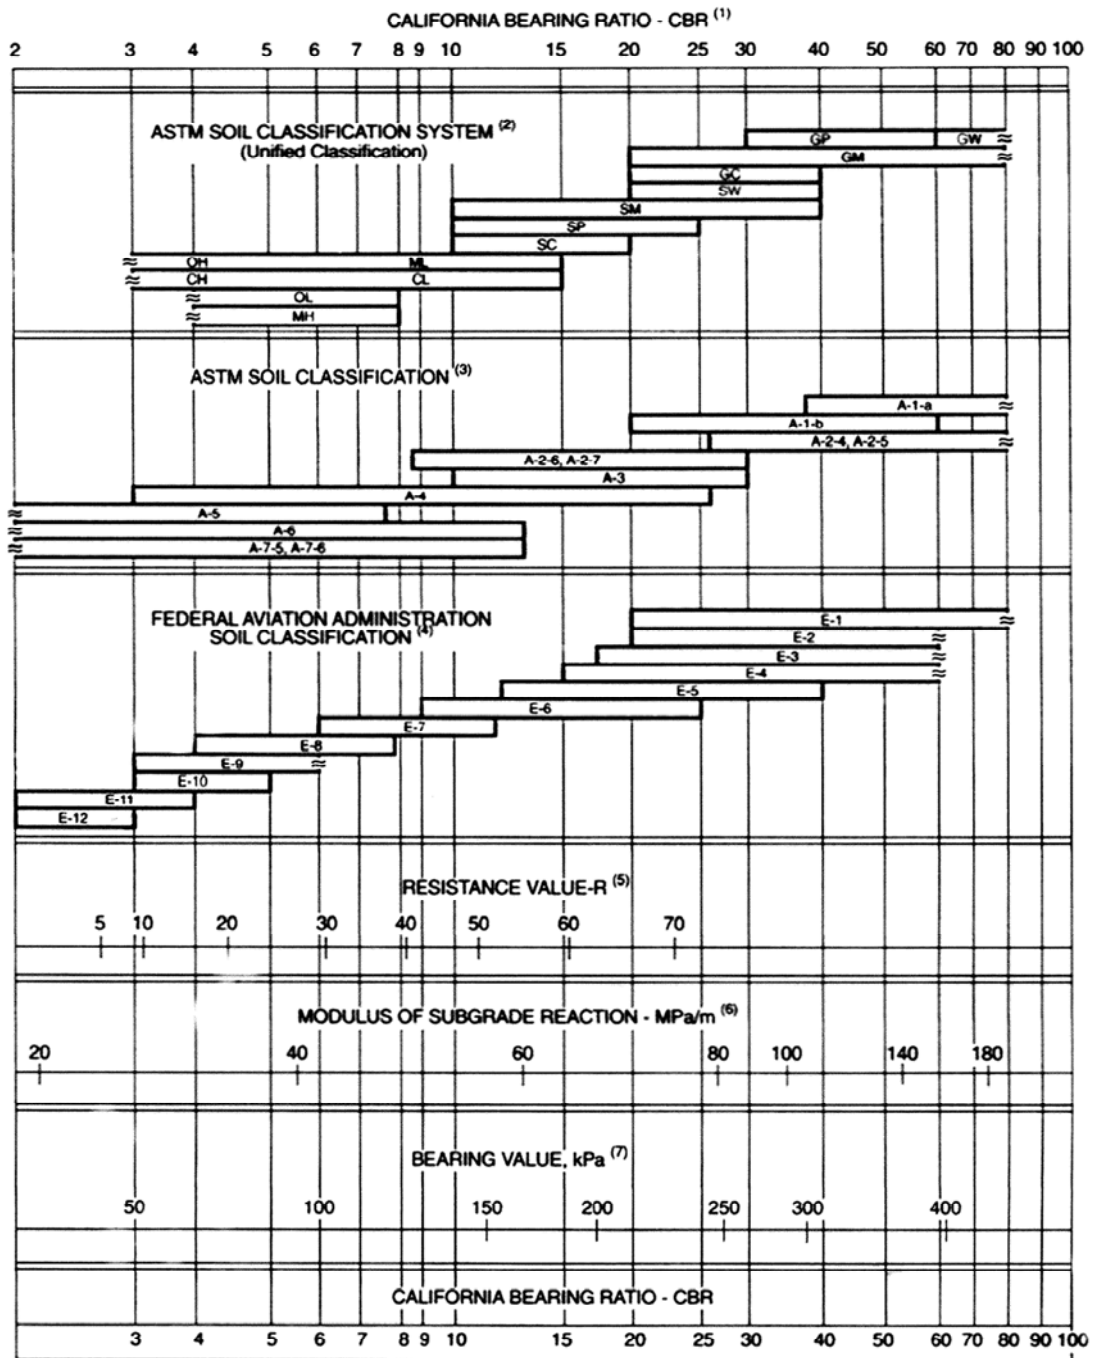 CALIFORNIA BEARING RATIO - CBR (1)
2 3 4 5 6 7 8 9 10 15 20 25 30 40 50 60 70 80 90 100
ASTM SOIL CLASSIFICATION SYSTEM (2)
(Unified Classification)
GP GW
GM
GC
SW
SM
SP
SC
OH ML
CH CL
OL
MH
ASTM SOIL CLASSIFICATION (3)
A-1-a
A-1-b
A-2-4, A-2-5
A-2-6, A-2-7
A-3
A-4
A-5
A-6
A-7-5, A-7-6
FEDERAL AVIATION ADMINISTRATION
SOIL CLASSIFICATION (4)
E-1
E-2
E-3
E-4
E-5
E-6
E-7
E-8
E-9
E-10
E-11
E-12
RESISTANCE VALUE-R (5)
5 10 20 30 40 50 60 70
MODULUS OF SUBGRADE REACTION - MPa/m (6)
20 40 60 80 100 140 180
BEARING VALUE, kPa (7)
50 100 150 200 250 300 400
CALIFORNIA BEARING RATIO - CBR
3 4 5 6 7 8 9 10 15 20 25 30 40 50 60 70 80 90 100